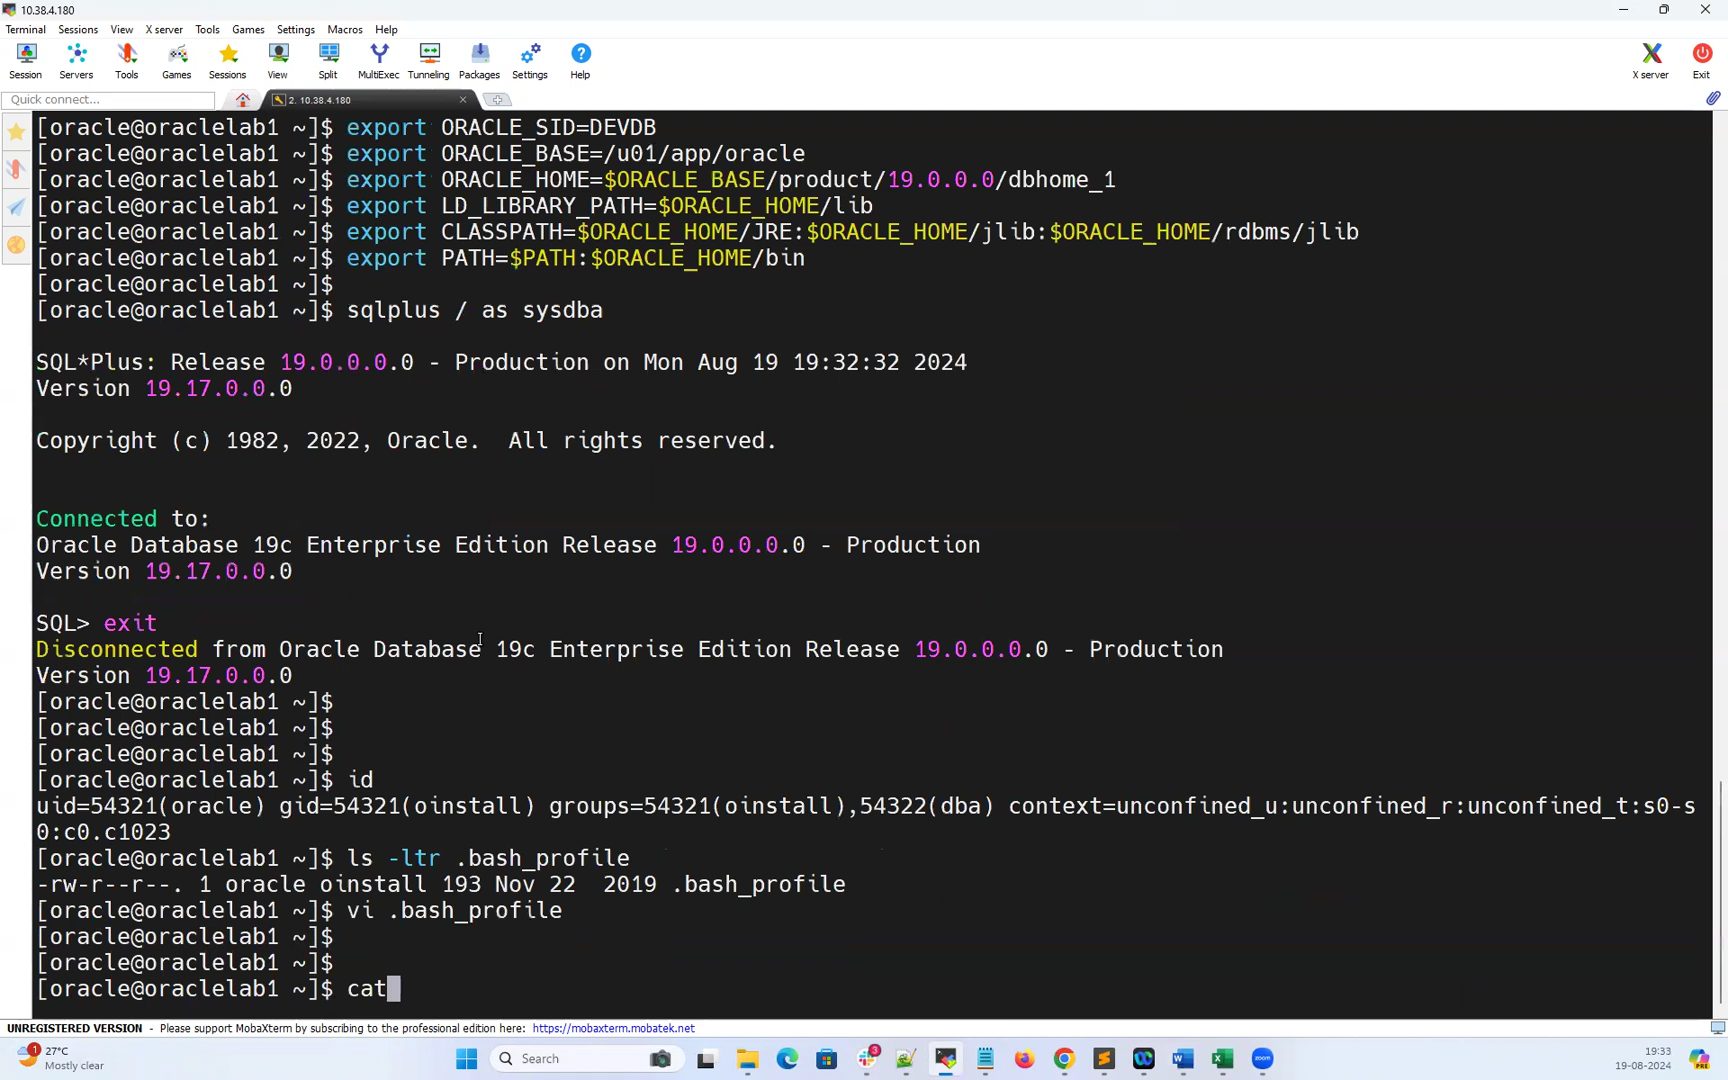 10.38.4.180
Terminal Sessions View X server Tools Games Settings Macros Help
Session Servers Tools Games Sessions View Split MultiExec Tunneling Packages Settings Help X server Exit
Quick connect... 2. 10.38.4.180
[oracle@oraclelab1 ~]$ export ORACLE_SID=DEVDB
[oracle@oraclelab1 ~]$ export ORACLE_BASE=/u01/app/oracle
[oracle@oraclelab1 ~]$ export ORACLE_HOME=$ORACLE_BASE/product/19.0.0.0/dbhome_1
[oracle@oraclelab1 ~]$ export LD_LIBRARY_PATH=$ORACLE_HOME/lib
[oracle@oraclelab1 ~]$ export CLASSPATH=$ORACLE_HOME/JRE:$ORACLE_HOME/jlib:$ORACLE_HOME/rdbms/jlib
[oracle@oraclelab1 ~]$ export PATH=$PATH:$ORACLE_HOME/bin
[oracle@oraclelab1 ~]$
[oracle@oraclelab1 ~]$ sqlplus / as sysdba
SQL*Plus: Release 19.0.0.0.0 - Production on Mon Aug 19 19:32:32 2024
Version 19.17.0.0.0
Copyright (c) 1982, 2022, Oracle.  All rights reserved.
Connected to:
Oracle Database 19c Enterprise Edition Release 19.0.0.0.0 - Production
Version 19.17.0.0.0
SQL> exit
Disconnected from Oracle Database 19c Enterprise Edition Release 19.0.0.0.0 - Production
Version 19.17.0.0.0
[oracle@oraclelab1 ~]$
[oracle@oraclelab1 ~]$
[oracle@oraclelab1 ~]$
[oracle@oraclelab1 ~]$ id
uid=54321(oracle) gid=54321(oinstall) groups=54321(oinstall),54322(dba) context=unconfined_u:unconfined_r:unconfined_t:s0-s
0:c0.c1023
[oracle@oraclelab1 ~]$ ls -ltr .bash_profile
-rw-r--r--. 1 oracle oinstall 193 Nov 22  2019 .bash_profile
[oracle@oraclelab1 ~]$ vi .bash_profile
[oracle@oraclelab1 ~]$
[oracle@oraclelab1 ~]$
[oracle@oraclelab1 ~]$ cat
UNREGISTERED VERSION - Please support MobaXterm by subscribing to the professional edition here: https://mobaxterm.mobatek.net
1 27°C
Mostly clear
Search
3
PRE
19:33
19-08-2024